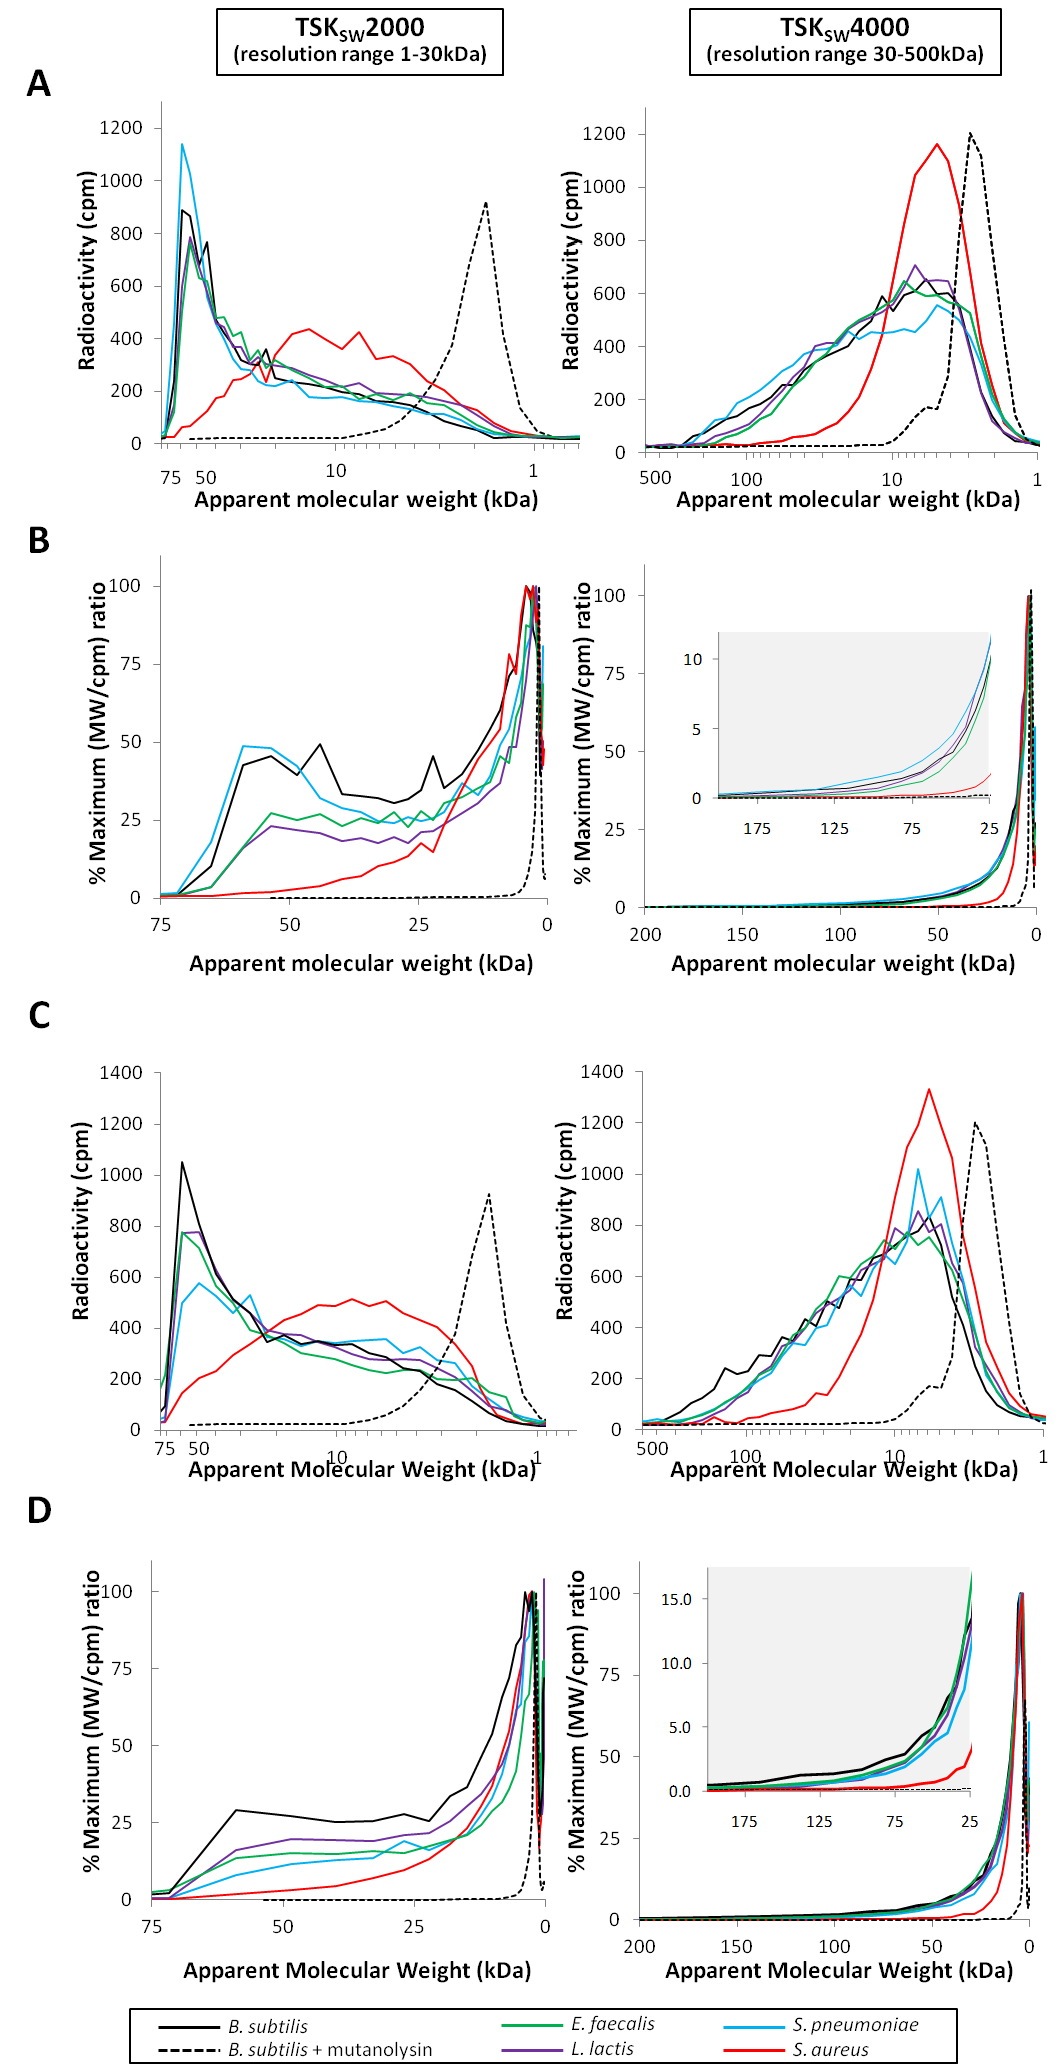 TSKSW2000
(resolution range 1-30kDa)
TSKSW4000
(resolution range 30-500kDa)
A
Radioactivity (cpm)
1200
1000
800
600
400
200
0
75 50 10 1
Apparent molecular weight (kDa)
Radioactivity (cpm)
1200
1000
800
600
400
200
0
500 100 10 1
Apparent molecular weight (kDa)
B
% Maximum (MW/cpm) ratio
100
75
50
25
0
75 50 25 0
Apparent molecular weight (kDa)
% Maximum (MW/cpm) ratio
100
75
50
25
0
10
5
0
175 125 75 25
200 150 100 50 0
Apparent molecular weight (kDa)
C
Radioactivity (cpm)
1400
1200
1000
800
600
400
200
0
75 50 10 1
Apparent Molecular Weight (kDa)
Radioactivity (cpm)
1400
1200
1000
800
600
400
200
0
500 100 10 1
Apparent Molecular Weight (kDa)
D
% Maximum (MW/cpm) ratio
100
75
50
25
0
75 50 25 0
Apparent Molecular Weight (kDa)
% Maximum (MW/cpm) ratio
100
75
50
25
0
15.0
10.0
5.0
0.0
175 125 75 25
200 150 100 50 0
Apparent Molecular Weight (kDa)
B. subtilis E. faecalis S. pneumoniae
B. subtilis + mutanolysin L. lactis S. aureus